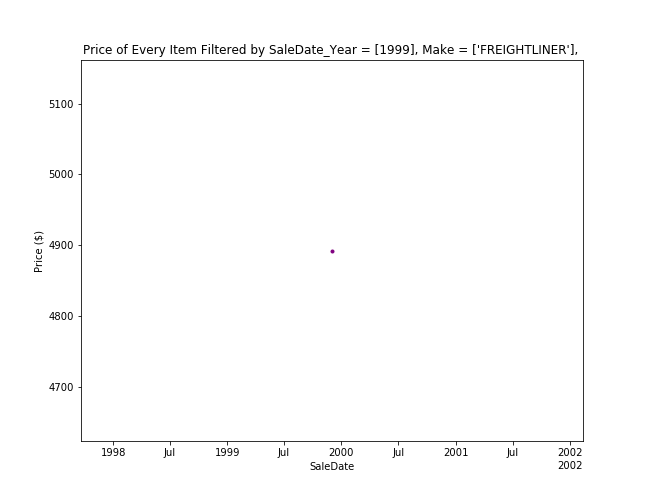 Price of Every Item Filtered by SaleDate_Year = [1999], Make = ['FREIGHTLINER'],
5100
5000
4900
4800
4700
Price ($)
1998 Jul 1999 Jul 2000 Jul 2001 Jul 2002
2002
SaleDate